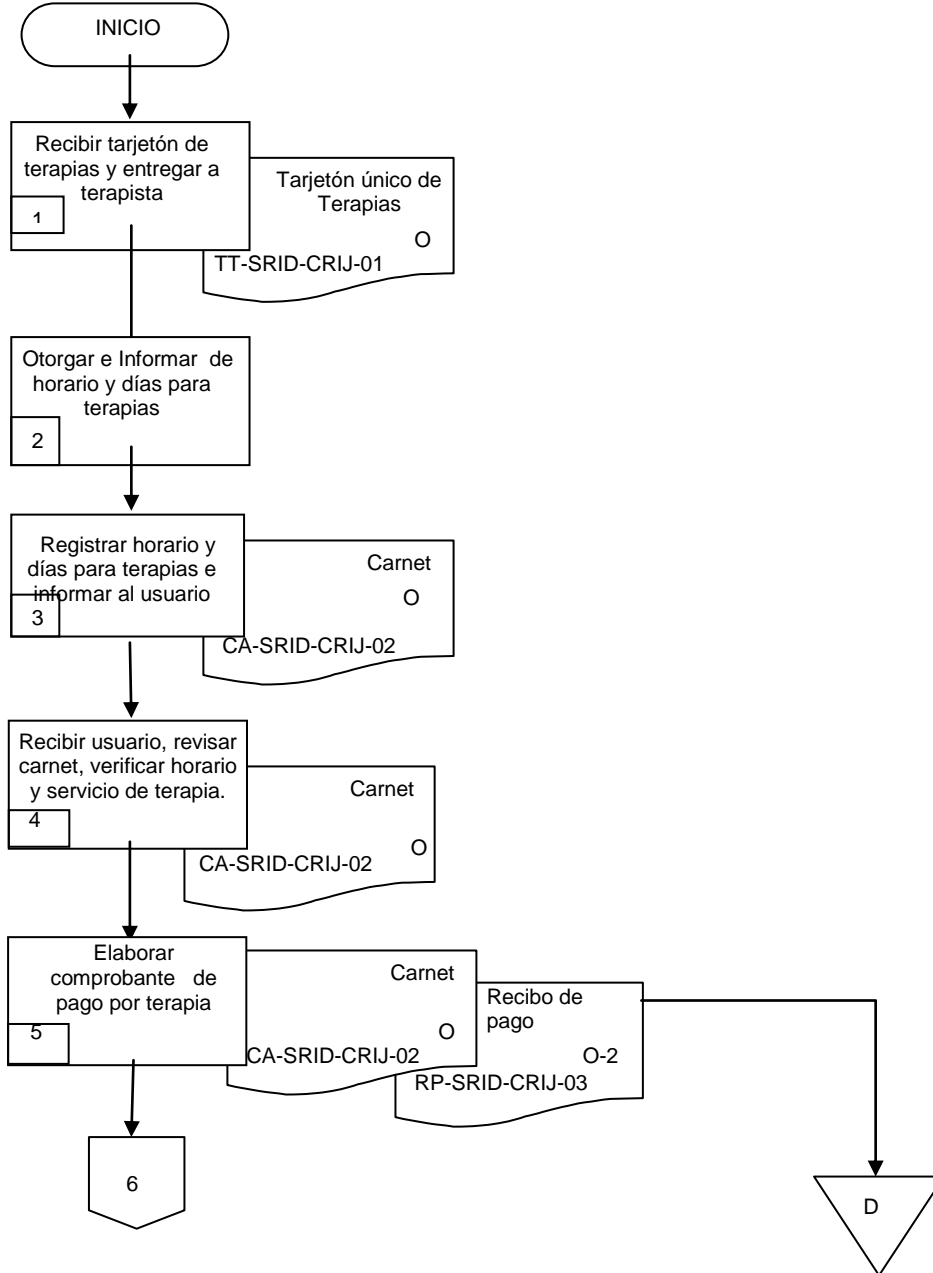 INICIO
Recibir tarjetón de
terapias y entregar a
terapista
1
Tarjetón único de
Terapias
O
TT-SRID-CRIJ-01
Otorgar e Informar de
horario y días para
terapias
2
Registrar horario y
días para terapias e
informar al usuario
3
Carnet
O
CA-SRID-CRIJ-02
Recibir usuario, revisar
carnet, verificar horario
y servicio de terapia.
4
Carnet
O
CA-SRID-CRIJ-02
Elaborar
comprobante de
pago por terapia
5
Carnet
O
CA-SRID-CRIJ-02
Recibo de
pago
O-2
RP-SRID-CRIJ-03
6
D